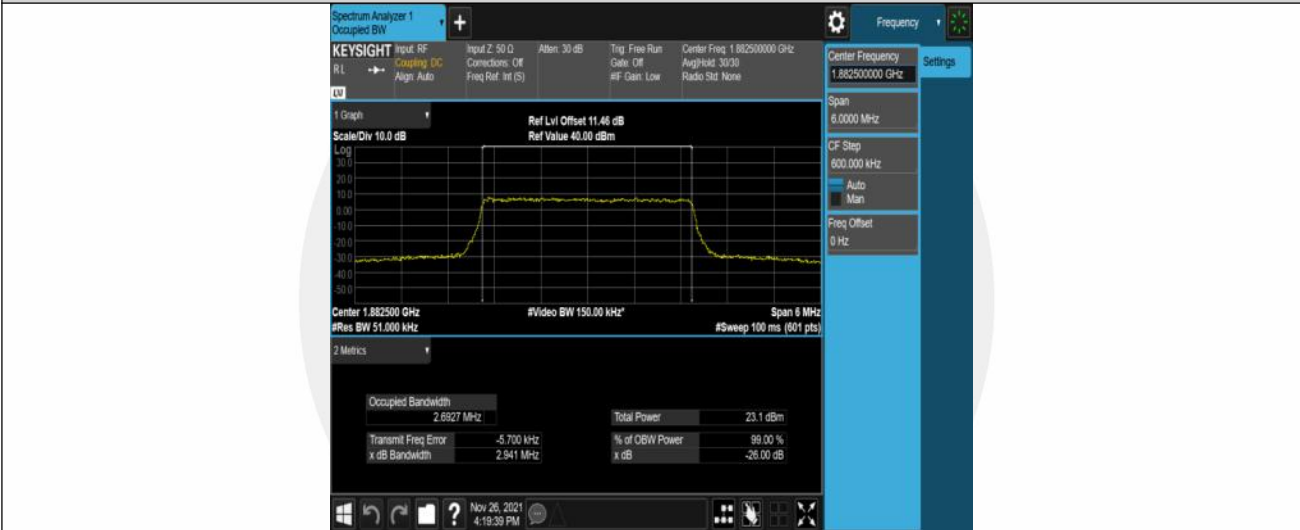 Spectrum Analyzer 1
Occupied BW
+
Frequency
KEYSIGHT
RL
Input: RF
Coupling: DC
Align: Auto
Input Z: 50 Ω
Corrections: Off
Freq Ref: Int (S)
Atten: 30 dB
Trig: Free Run
Gate: Off
#IF Gain: Low
Center Freq: 1.882500000 GHz
Avg|Hold: 30/30
Radio Std: None
1 Graph
Scale/Div 10.0 dB
Ref Lvl Offset 11.46 dB
Ref Value 40.00 dBm
Log
30.0
20.0
10.0
0.00
-10.0
-20.0
-30.0
-40.0
-50.0
Center 1.882500 GHz
#Video BW 150.00 kHz*
Span 6 MHz
#Res BW 51.000 kHz
#Sweep 100 ms (601 pts)
2 Metrics
Occupied Bandwidth
2.6927 MHz
Total Power 23.1 dBm
Transmit Freq Error -5.700 kHz
% of OBW Power 99.00 %
x dB Bandwidth 2.941 MHz
x dB -26.00 dB
?
Nov 26, 2021
4:19:39 PM
Center Frequency
1.882500000 GHz
Settings
Span
6.0000 MHz
CF Step
600.000 kHz
Auto
Man
Freq Offset
0 Hz